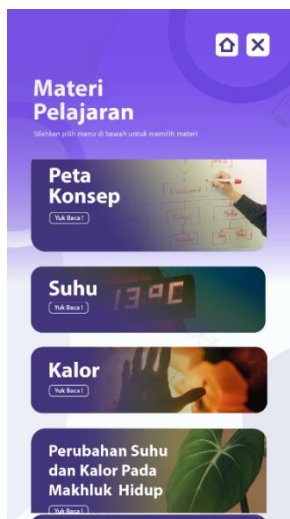 Materi
Pelajaran
Silahkan pilih menu di bawah untuk memilih materi
Peta
Konsep
Yuk Baca !
Suhu
Yuk Baca !
13.ºC
Kalor
Yuk Baca !
Perubahan Suhu
dan Kalor Pada
Makhluk Hidup
Yuk Baca !